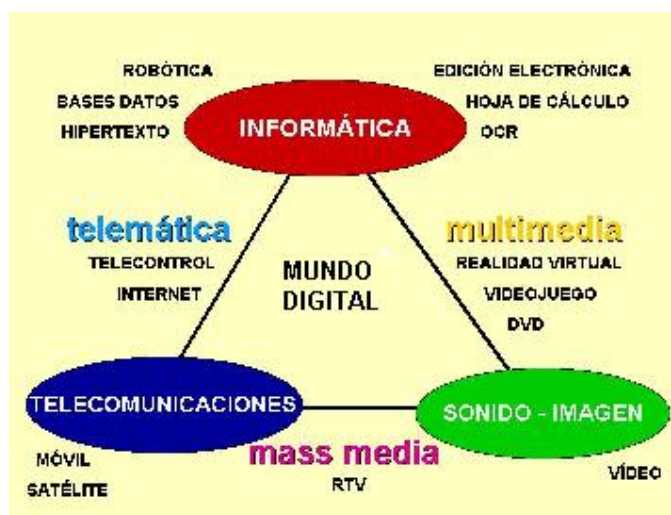 ROBÓTICA
EDICIÓN ELECTRÓNICA
BASES DATOS
HOJA DE CÁLCULO
HIPERTEXTO
INFORMÁTICA
OCR
telemática
multimedia
TELECONTROL
REALIDAD VIRTUAL
INTERNET
MUNDO
DIGITAL
VIDEOJUEGO
DVD
TELECOMUNICACIONES
SONIDO - IMAGEN
mass media
MÓVIL
SATÉLITE
RTV
VÍDEO